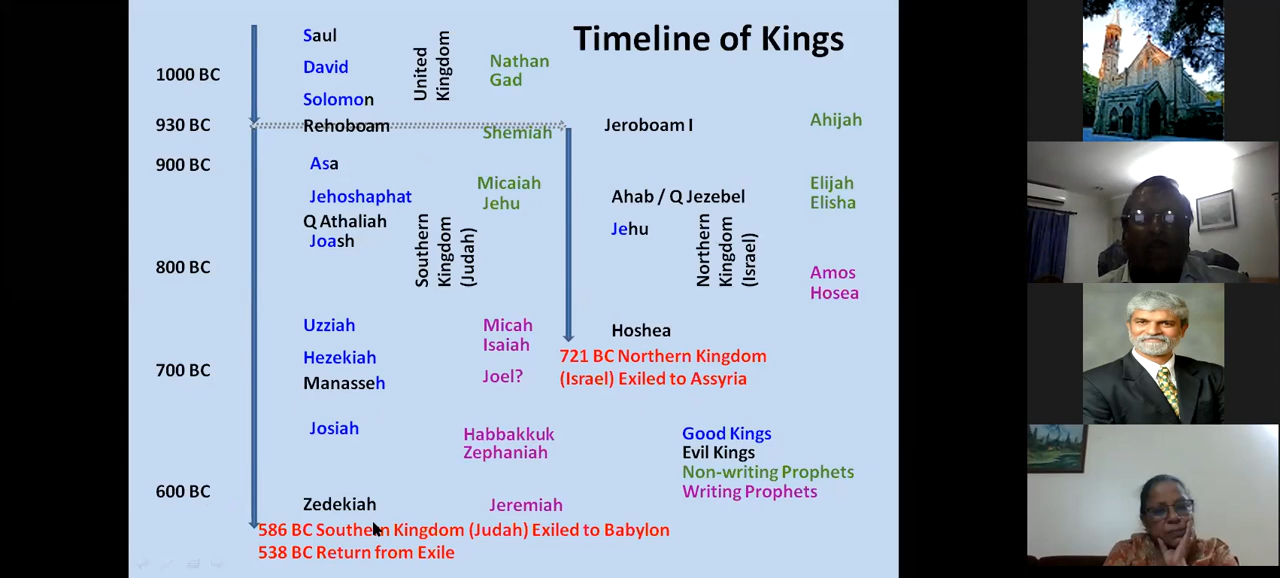 Timeline of Kings
Saul
United Kingdom
Nathan
Gad
1000 BC
David
Solomon
930 BC
Rehoboam
Shemiah
Jeroboam I
Ahijah
900 BC
Asa
Jehoshaphat
Micaiah
Jehu
Ahab / Q Jezebel
Elijah
Elisha
Q Athaliah
Joash
Southern Kingdom (Judah)
Jehu
Northern Kingdom (Israel)
800 BC
Amos
Hosea
Uzziah
Micah
Isaiah
Hoshea
Hezekiah
721 BC Northern Kingdom
(Israel) Exiled to Assyria
700 BC
Manasseh
Joel?
Josiah
Habbakkuk
Zephaniah
Good Kings
Evil Kings
Non-writing Prophets
Writing Prophets
600 BC
Zedekiah
Jeremiah
586 BC Southern Kingdom (Judah) Exiled to Babylon
538 BC Return from Exile